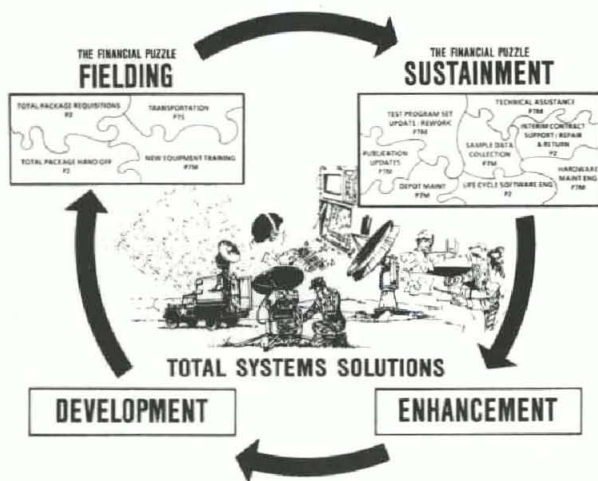 THE FINANCIAL PUZZLE
FIELDING
TOTAL PACKAGE REQUISITIONS
P2
TRANSPORTATION
P7S
TOTAL PACKAGE HAND OFF
P2
NEW EQUIPMENT TRAINING
P7M
THE FINANCIAL PUZZLE
SUSTAINMENT
TEST PROGRAM SET
UPDATE / REWORK
P7M
TECHNICAL ASSISTANCE
P7M
INTERIM CONTRACT
SUPPORT / REPAIR
& RETURN
P2
PUBLICATION
UPDATES
P7M
SAMPLE DATA
COLLECTION
P7M
HARDWARE
MAINT ENG
P7M
DEPOT MAINT
P7M
LIFE CYCLE SOFTWARE ENG
P2
TOTAL SYSTEMS SOLUTIONS
DEVELOPMENT
ENHANCEMENT